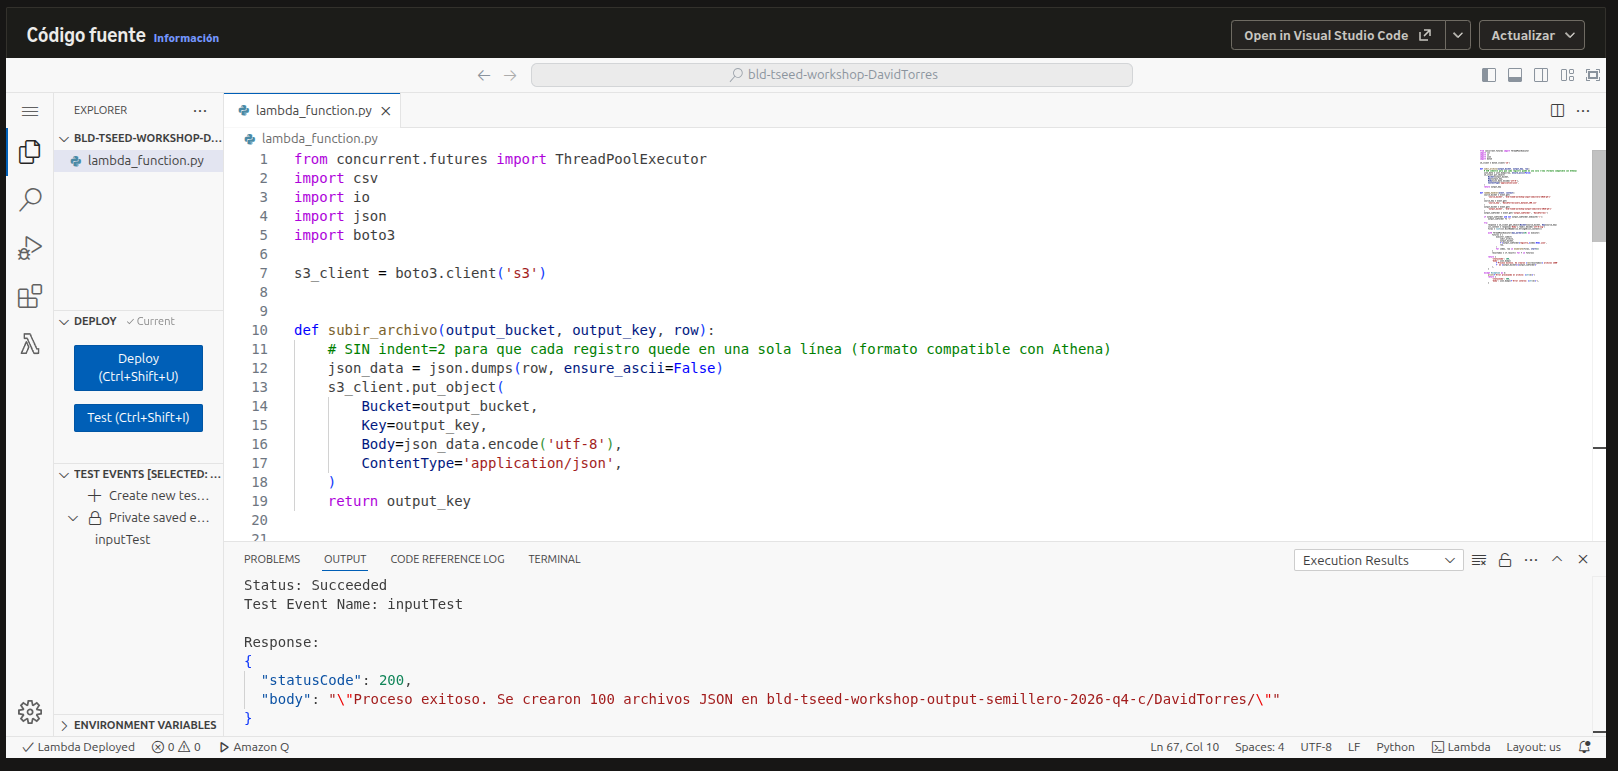 Código fuente Información
Open in Visual Studio Code
Actualizar
bld-tseed-workshop-DavidTorres
EXPLORER
BLD-TSEED-WORKSHOP-D...
lambda_function.py
DEPLOY Current
Deploy
(Ctrl+Shift+U)
Test (Ctrl+Shift+I)
TEST EVENTS [SELECTED: ...
Create new tes...
Private saved e...
inputTest
ENVIRONMENT VARIABLES
lambda_function.py
lambda_function.py
1 from concurrent.futures import ThreadPoolExecutor
2 import csv
3 import io
4 import json
5 import boto3
6
7 s3_client = boto3.client('s3')
8
9
10 def subir_archivo(output_bucket, output_key, row):
11 # SIN indent=2 para que cada registro quede en una sola línea (formato compatible con Athena)
12 json_data = json.dumps(row, ensure_ascii=False)
13 s3_client.put_object(
14 Bucket=output_bucket,
15 Key=output_key,
16 Body=json_data.encode('utf-8'),
17 ContentType='application/json',
18 )
19 return output_key
20
21
PROBLEMS OUTPUT CODE REFERENCE LOG TERMINAL
Execution Results
Status: Succeeded
Test Event Name: inputTest
Response:
{
"statusCode": 200,
"body": "\"Proceso exitoso. Se crearon 100 archivos JSON en bld-tseed-workshop-output-semillero-2026-q4-c/DavidTorres/\""
}
Lambda Deployed 0 0 Amazon Q
Ln 67, Col 10 Spaces: 4 UTF-8 LF Python Lambda Layout: us